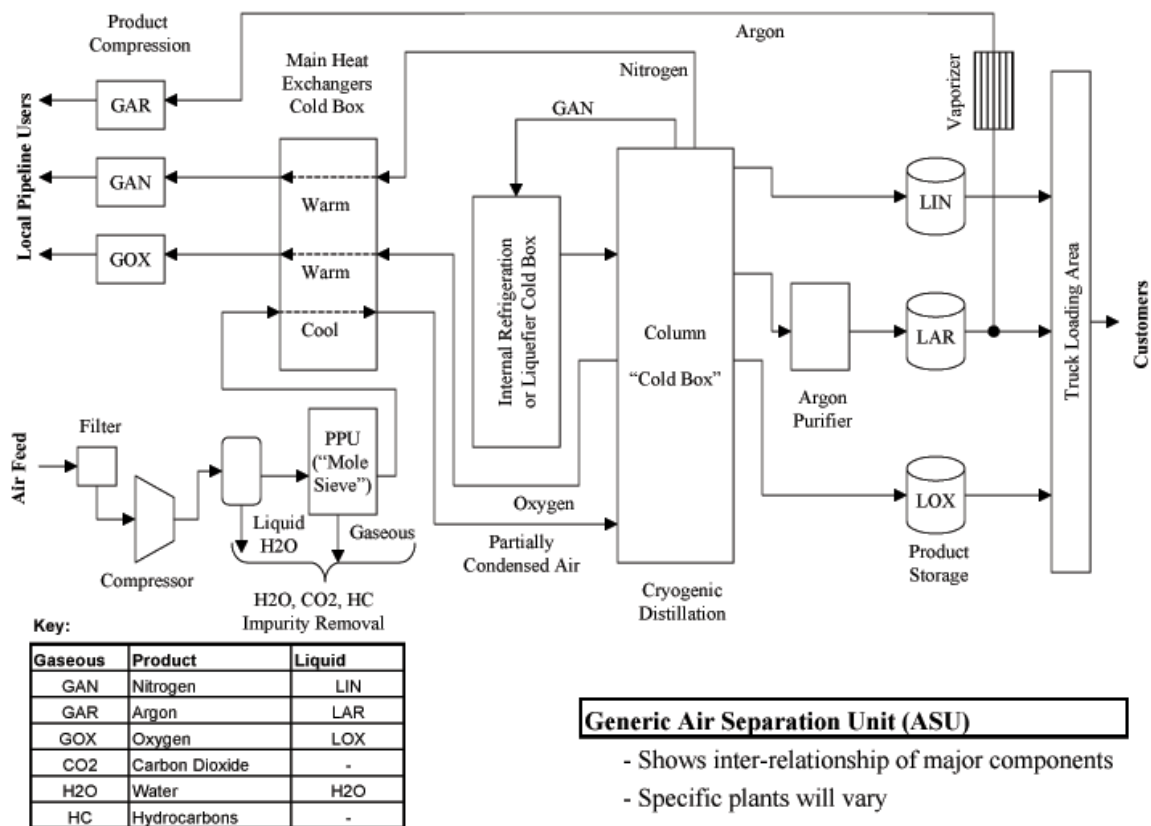 Product
Compression
Main Heat
Exchangers
Cold Box
Argon
Nitrogen
GAN
Vaporizer
Local Pipeline Users
GAR
GAN
GOX
Warm
Warm
Cool
Internal Refrigeration
or Liquefier Cold Box
Column
“Cold Box”
LIN
LAR
LOX
Argon
Purifier
Product
Storage
Truck Loading Area
Customers
Air Feed
Filter
Compressor
PPU
(“Mole
Sieve”)
Liquid
H2O
Gaseous
H2O, CO2, HC
Impurity Removal
Oxygen
Partially
Condensed Air
Cryogenic
Distillation
Key:
Gaseous Product Liquid
GAN Nitrogen LIN
GAR Argon LAR
GOX Oxygen LOX
CO2 Carbon Dioxide -
H2O Water H2O
HC Hydrocarbons -
Generic Air Separation Unit (ASU)
- Shows inter-relationship of major components
- Specific plants will vary